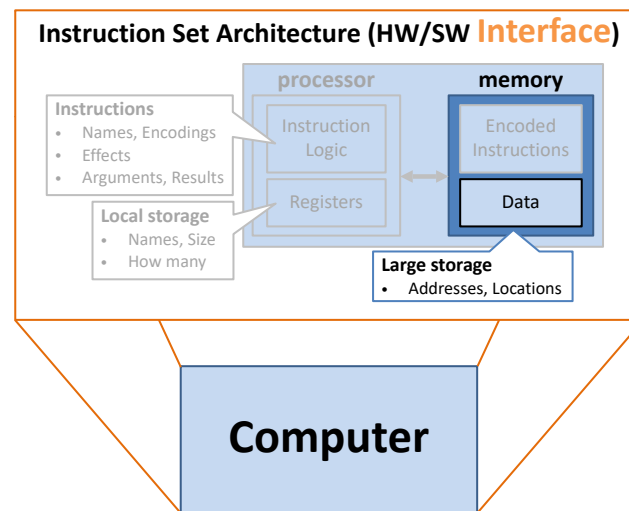 Instruction Set Architecture (HW/SW Interface)
processor
memory
Instructions
• Names, Encodings
• Effects
• Arguments, Results
Instruction
Logic
Encoded
Instructions
Registers
Data
Local storage
• Names, Size
• How many
Large storage
• Addresses, Locations
Computer